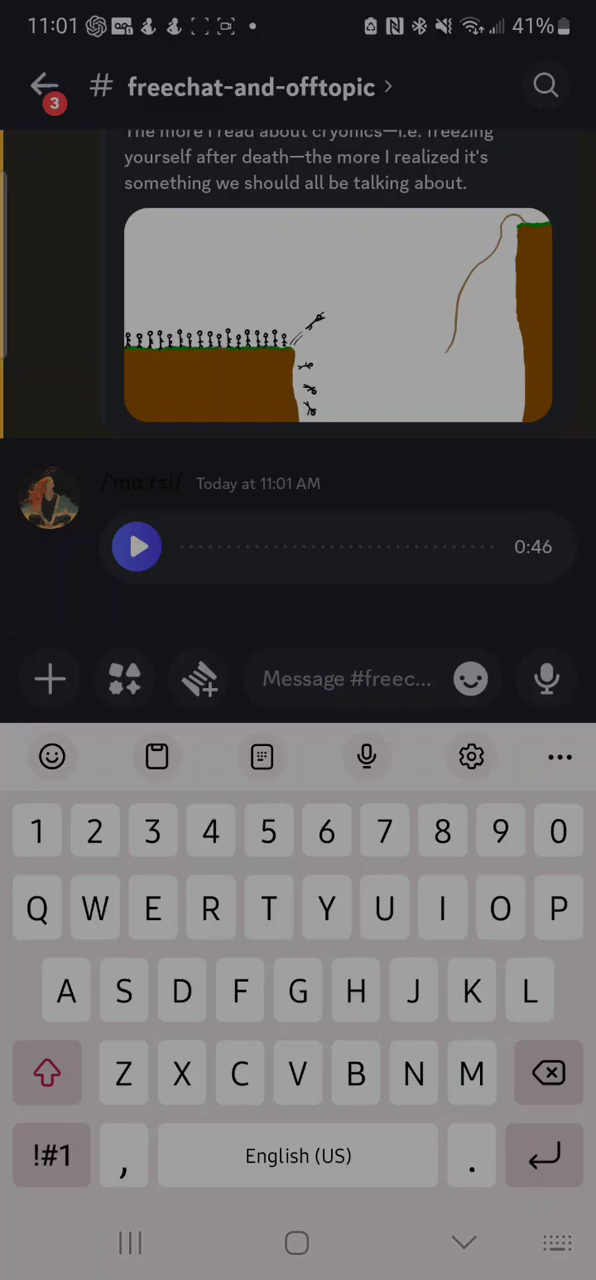 11:01
41%
3
# freechat-and-offtopic
The more I read about cryonics—i.e. freezing
yourself after death—the more I realized it's
something we should all be talking about.
/ˈmɑːrsi/ Today at 11:01 AM
0:46
Message #freec...
1 2 3 4 5 6 7 8 9 0
Q W E R T Y U I O P
A S D F G H J K L
Z X C V B N M
!#1 , English (US) .